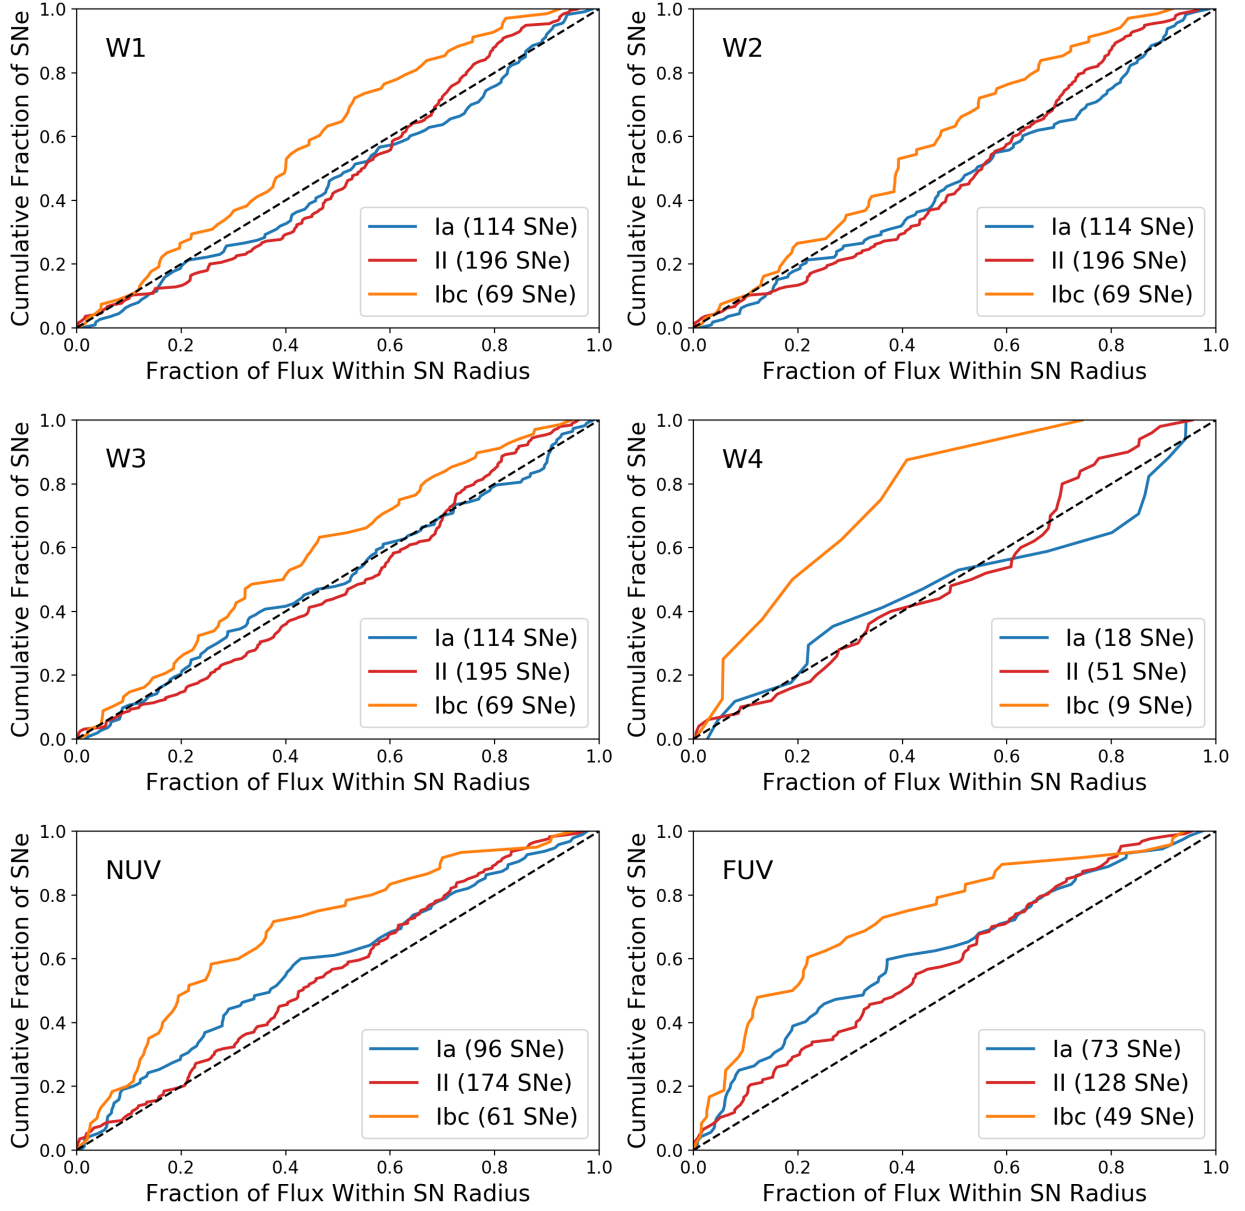 W1
Cumulative Fraction of SNe
1.0
0.8
0.6
0.4
0.2
0.0
Ia (114 SNe)
II (196 SNe)
Ibc (69 SNe)
0.0 0.2 0.4 0.6 0.8 1.0
Fraction of Flux Within SN Radius
W2
Cumulative Fraction of SNe
1.0
0.8
0.6
0.4
0.2
0.0
Ia (114 SNe)
II (196 SNe)
Ibc (69 SNe)
0.0 0.2 0.4 0.6 0.8 1.0
Fraction of Flux Within SN Radius
W3
Cumulative Fraction of SNe
1.0
0.8
0.6
0.4
0.2
0.0
Ia (114 SNe)
II (195 SNe)
Ibc (69 SNe)
0.0 0.2 0.4 0.6 0.8 1.0
Fraction of Flux Within SN Radius
W4
Cumulative Fraction of SNe
1.0
0.8
0.6
0.4
0.2
0.0
Ia (18 SNe)
II (51 SNe)
Ibc (9 SNe)
0.0 0.2 0.4 0.6 0.8 1.0
Fraction of Flux Within SN Radius
NUV
Cumulative Fraction of SNe
1.0
0.8
0.6
0.4
0.2
0.0
Ia (96 SNe)
II (174 SNe)
Ibc (61 SNe)
0.0 0.2 0.4 0.6 0.8 1.0
Fraction of Flux Within SN Radius
FUV
Cumulative Fraction of SNe
1.0
0.8
0.6
0.4
0.2
0.0
Ia (73 SNe)
II (128 SNe)
Ibc (49 SNe)
0.0 0.2 0.4 0.6 0.8 1.0
Fraction of Flux Within SN Radius